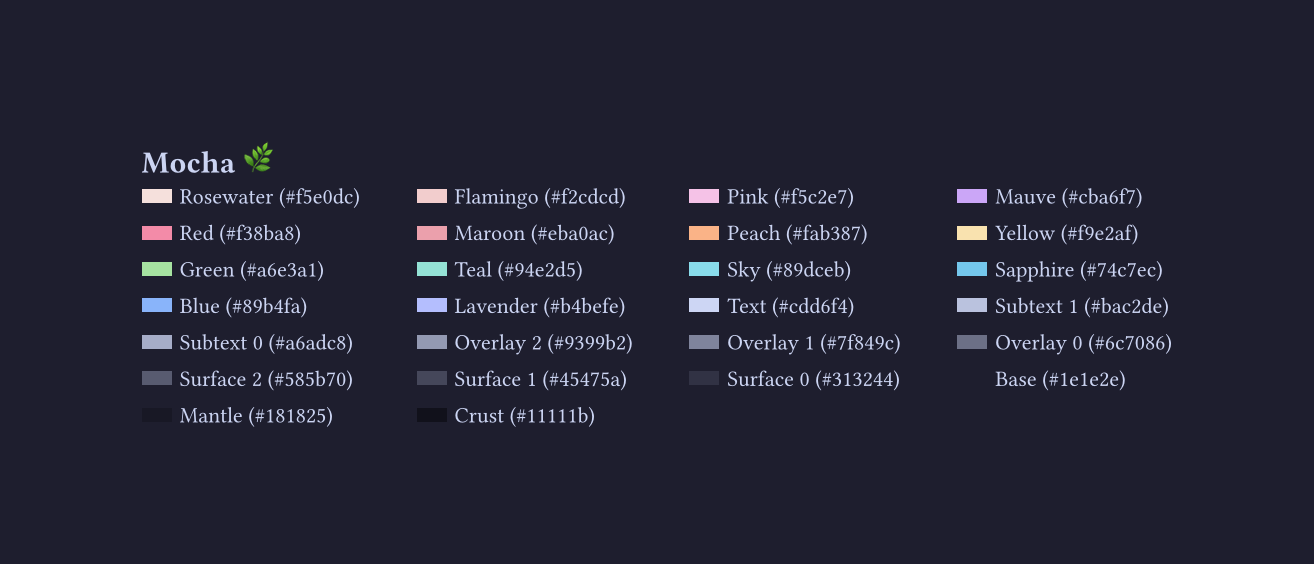 Mocha 🌿
Rosewater (#f5e0dc) Flamingo (#f2cdcd) Pink (#f5c2e7) Mauve (#cba6f7)
Red (#f38ba8) Maroon (#eba0ac) Peach (#fab387) Yellow (#f9e2af)
Green (#a6e3a1) Teal (#94e2d5) Sky (#89dceb) Sapphire (#74c7ec)
Blue (#89b4fa) Lavender (#b4befe) Text (#cdd6f4) Subtext 1 (#bac2de)
Subtext 0 (#a6adc8) Overlay 2 (#9399b2) Overlay 1 (#7f849c) Overlay 0 (#6c7086)
Surface 2 (#585b70) Surface 1 (#45475a) Surface 0 (#313244) Base (#1e1e2e)
Mantle (#181825) Crust (#11111b)